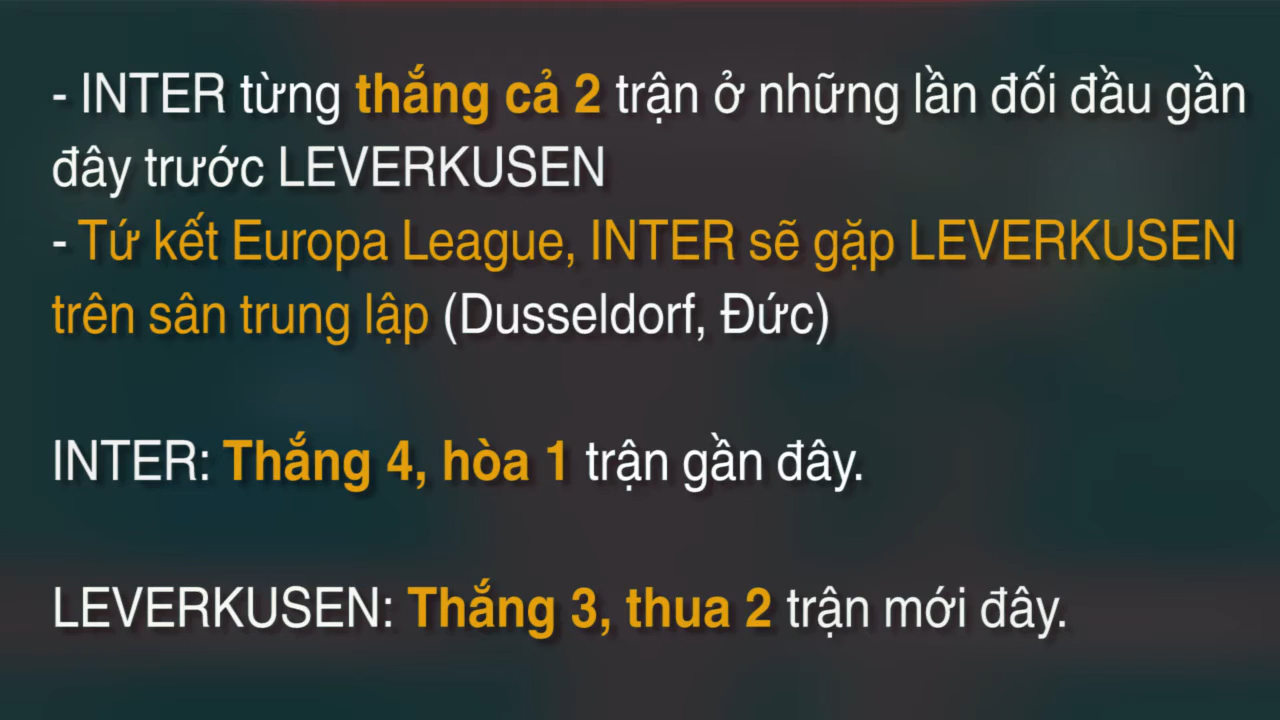 - INTER từng thắng cả 2 trận ở những lần đối đầu gần
đây trước LEVERKUSEN
- Tứ kết Europa League, INTER sẽ gặp LEVERKUSEN
trên sân trung lập (Dusseldorf, Đức)
INTER: Thắng 4, hòa 1 trận gần đây.
LEVERKUSEN: Thắng 3, thua 2 trận mới đây.